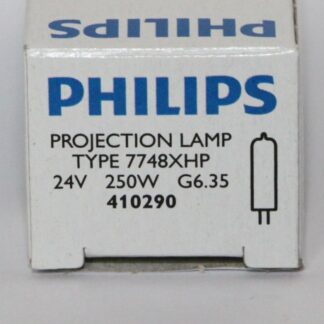 PHILIPS
PHILIPS
PROJECTION LAMP
TYPE 7748XHP
24V 250W G6.35
410290